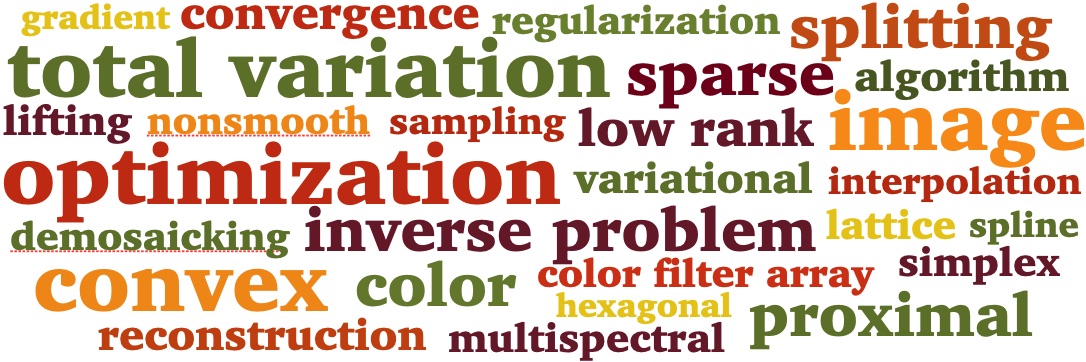 gradient convergence regularization splitting
total variation sparse algorithm
lifting nonsmooth sampling low rank image
optimization variational interpolation
demosaicking inverse problem lattice spline
convex color color filter array simplex
hexagonal proximal
reconstruction multispectral